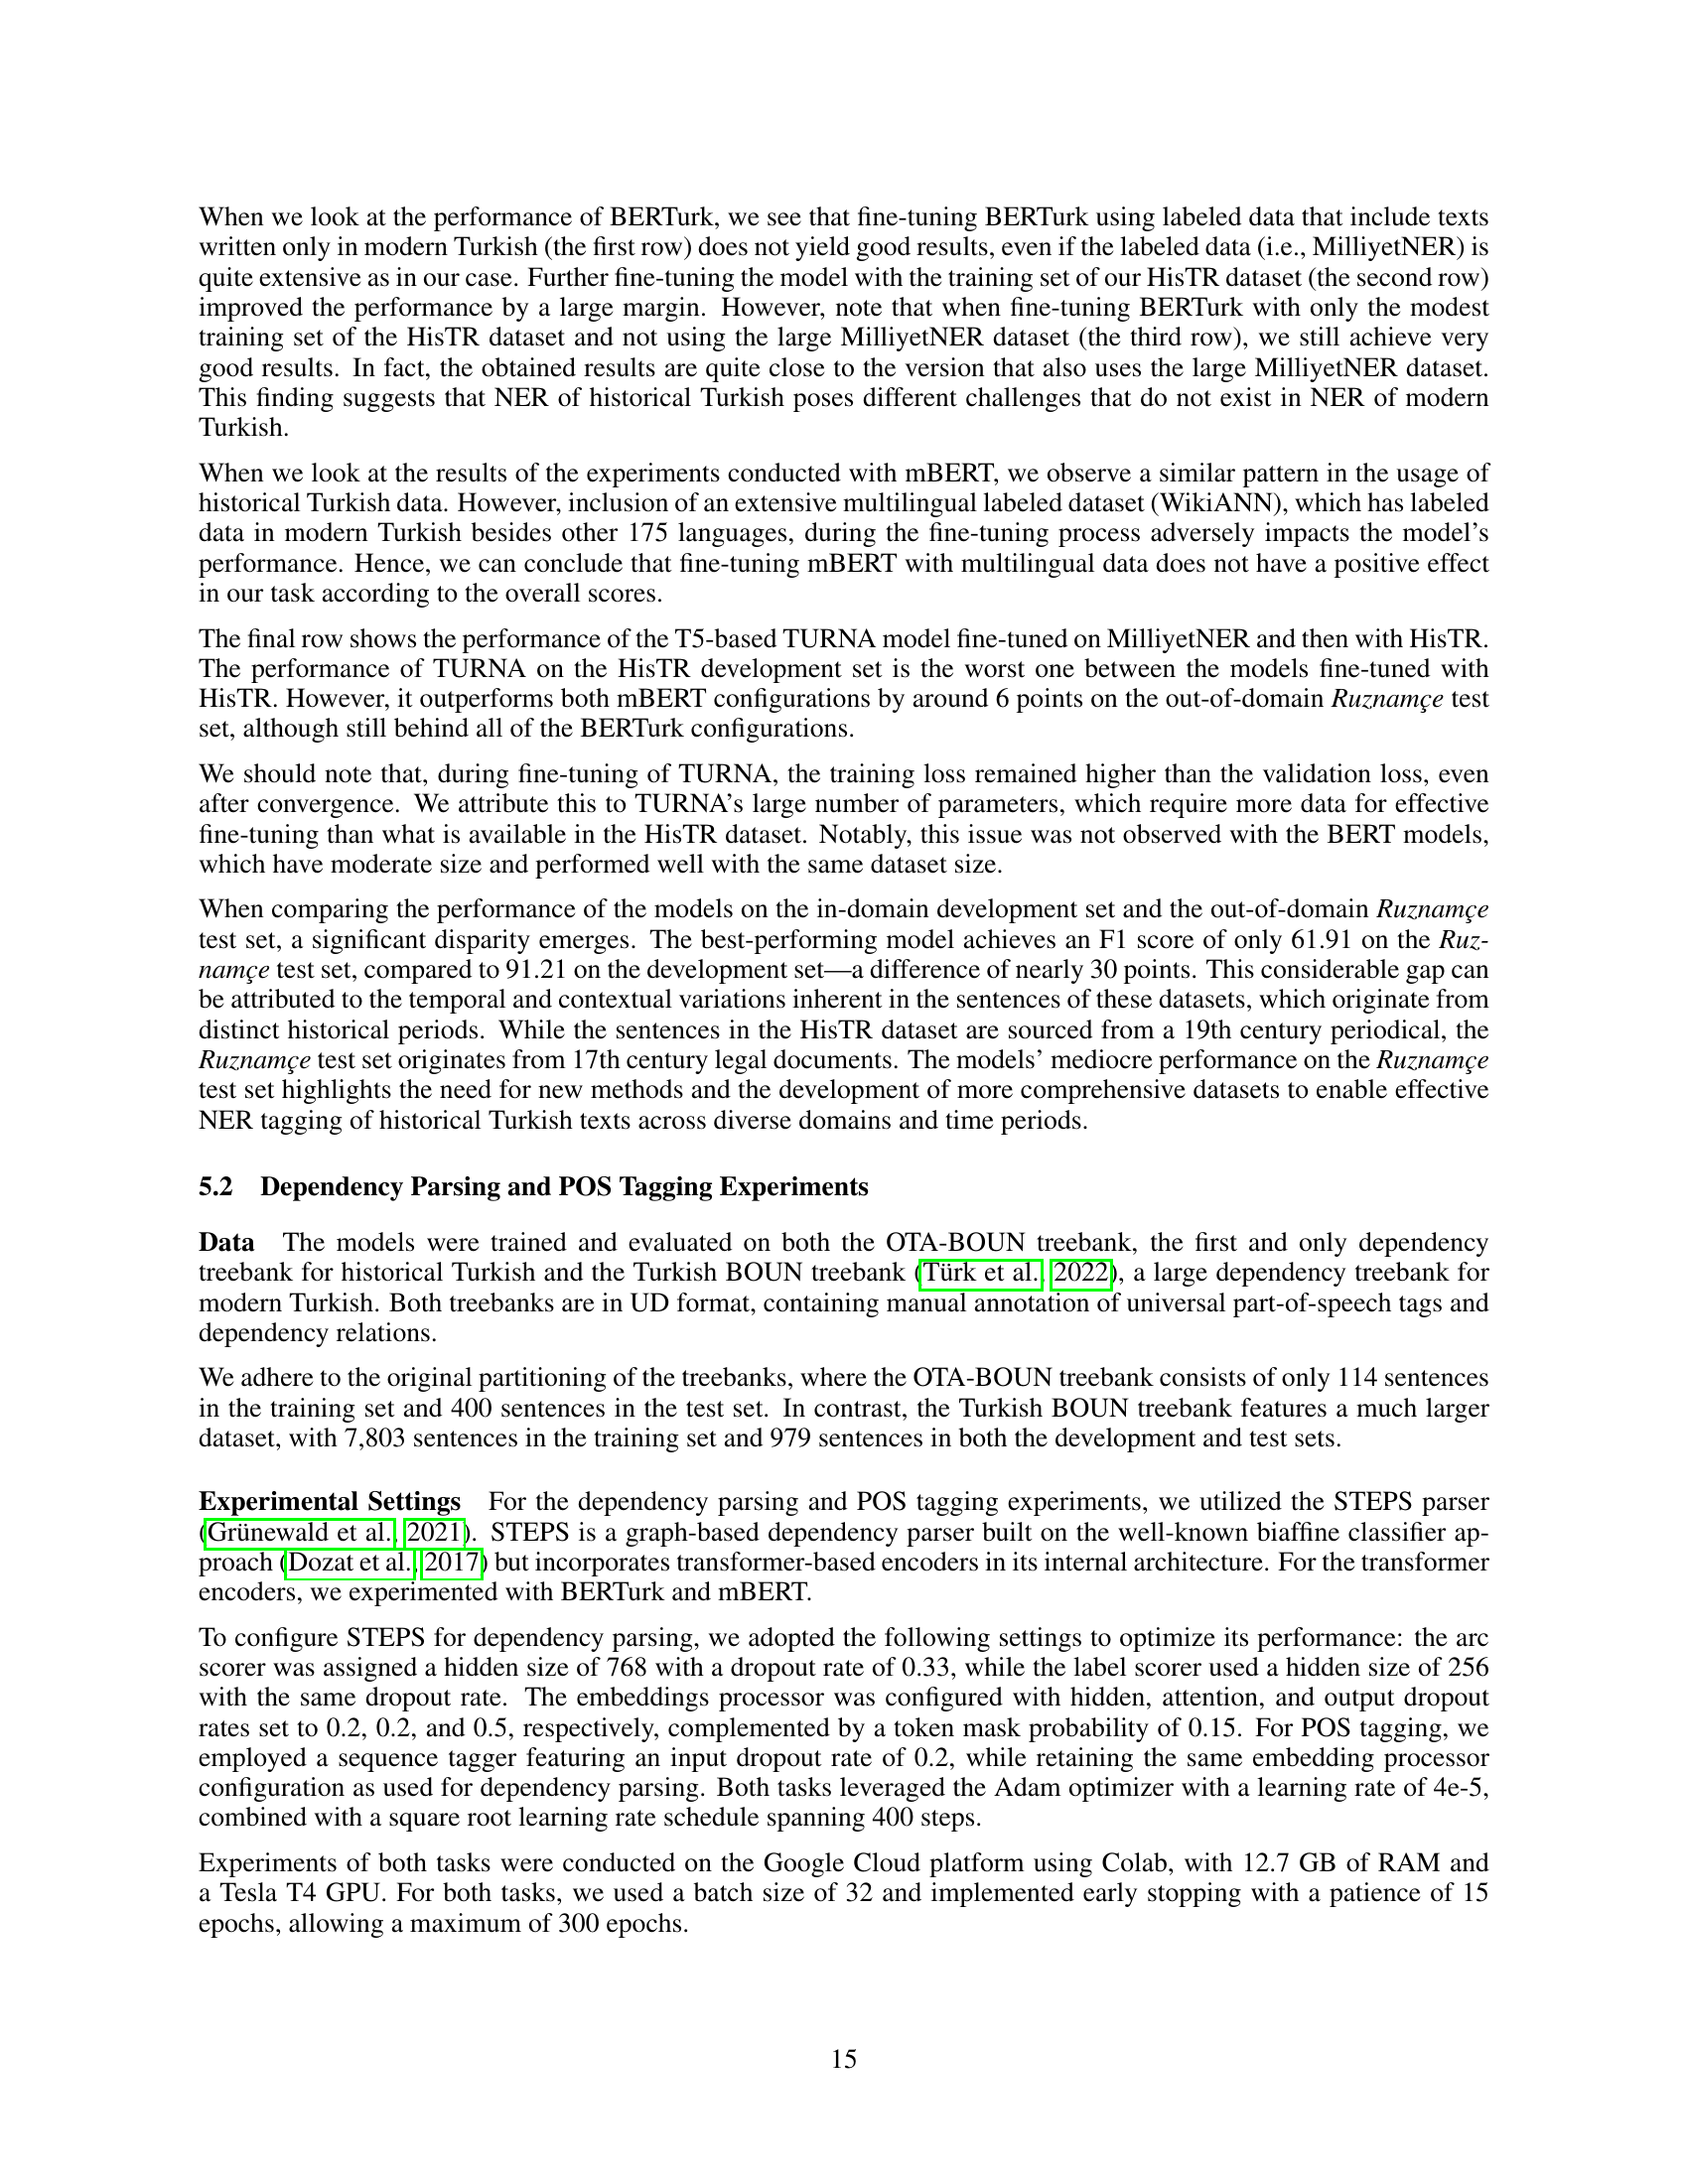 When we look at the performance of BERTurk, we see that fine-tuning BERTurk using labeled data that include texts
written only in modern Turkish (the first row) does not yield good results, even if the labeled data (i.e., MilliyetNER) is
quite extensive as in our case. Further fine-tuning the model with the training set of our HisTR dataset (the second row)
improved the performance by a large margin. However, note that when fine-tuning BERTurk with only the modest
training set of the HisTR dataset and not using the large MilliyetNER dataset (the third row), we still achieve very
good results. In fact, the obtained results are quite close to the version that also uses the large MilliyetNER dataset.
This finding suggests that NER of historical Turkish poses different challenges that do not exist in NER of modern
Turkish.
When we look at the results of the experiments conducted with mBERT, we observe a similar pattern in the usage of
historical Turkish data. However, inclusion of an extensive multilingual labeled dataset (WikiANN), which has labeled
data in modern Turkish besides other 175 languages, during the fine-tuning process adversely impacts the model's
performance. Hence, we can conclude that fine-tuning mBERT with multilingual data does not have a positive effect
in our task according to the overall scores.
The final row shows the performance of the T5-based TURNA model fine-tuned on MilliyetNER and then with HisTR.
The performance of TURNA on the HisTR development set is the worst one between the models fine-tuned with
HisTR. However, it outperforms both mBERT configurations by around 6 points on the out-of-domain Ruznamçe test
set, although still behind all of the BERTurk configurations.
We should note that, during fine-tuning of TURNA, the training loss remained higher than the validation loss, even
after convergence. We attribute this to TURNA's large number of parameters, which require more data for effective
fine-tuning than what is available in the HisTR dataset. Notably, this issue was not observed with the BERT models,
which have moderate size and performed well with the same dataset size.
When comparing the performance of the models on the in-domain development set and the out-of-domain Ruznamçe
test set, a significant disparity emerges. The best-performing model achieves an F1 score of only 61.91 on the Ruz-
namçe test set, compared to 91.21 on the development set—a difference of nearly 30 points. This considerable gap can
be attributed to the temporal and contextual variations inherent in the sentences of these datasets, which originate from
distinct historical periods. While the sentences in the HisTR dataset are sourced from a 19th century periodical, the
Ruznamçe test set originates from 17th century legal documents. The models' mediocre performance on the Ruznamçe
test set highlights the need for new methods and the development of more comprehensive datasets to enable effective
NER tagging of historical Turkish texts across diverse domains and time periods.
5.2 Dependency Parsing and POS Tagging Experiments
Data The models were trained and evaluated on both the OTA-BOUN treebank, the first and only dependency
treebank for historical Turkish and the Turkish BOUN treebank (Türk et al., 2022), a large dependency treebank for
modern Turkish. Both treebanks are in UD format, containing manual annotation of universal part-of-speech tags and
dependency relations.
We adhere to the original partitioning of the treebanks, where the OTA-BOUN treebank consists of only 114 sentences
in the training set and 400 sentences in the test set. In contrast, the Turkish BOUN treebank features a much larger
dataset, with 7,803 sentences in the training set and 979 sentences in both the development and test sets.
Experimental Settings For the dependency parsing and POS tagging experiments, we utilized the STEPS parser
(Grünewald et al., 2021). STEPS is a graph-based dependency parser built on the well-known biaffine classifier ap-
proach (Dozat et al., 2017) but incorporates transformer-based encoders in its internal architecture. For the transformer
encoders, we experimented with BERTurk and mBERT.
To configure STEPS for dependency parsing, we adopted the following settings to optimize its performance: the arc
scorer was assigned a hidden size of 768 with a dropout rate of 0.33, while the label scorer used a hidden size of 256
with the same dropout rate. The embeddings processor was configured with hidden, attention, and output dropout
rates set to 0.2, 0.2, and 0.5, respectively, complemented by a token mask probability of 0.15. For POS tagging, we
employed a sequence tagger featuring an input dropout rate of 0.2, while retaining the same embedding processor
configuration as used for dependency parsing. Both tasks leveraged the Adam optimizer with a learning rate of 4e-5,
combined with a square root learning rate schedule spanning 400 steps.
Experiments of both tasks were conducted on the Google Cloud platform using Colab, with 12.7 GB of RAM and
a Tesla T4 GPU. For both tasks, we used a batch size of 32 and implemented early stopping with a patience of 15
epochs, allowing a maximum of 300 epochs.
15